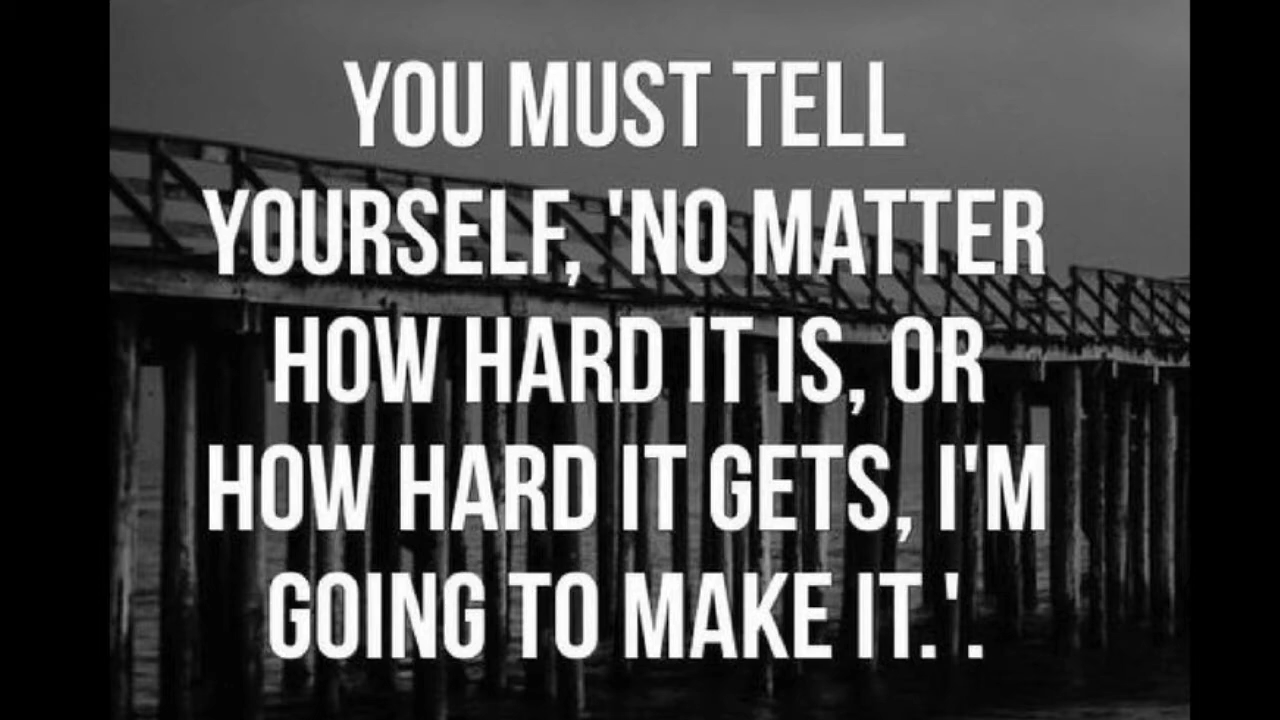 YOU MUST TELL
YOURSELF, 'NO MATTER
HOW HARD IT IS, OR
HOW HARD IT GETS, I'M
GOING TO MAKE IT.'.